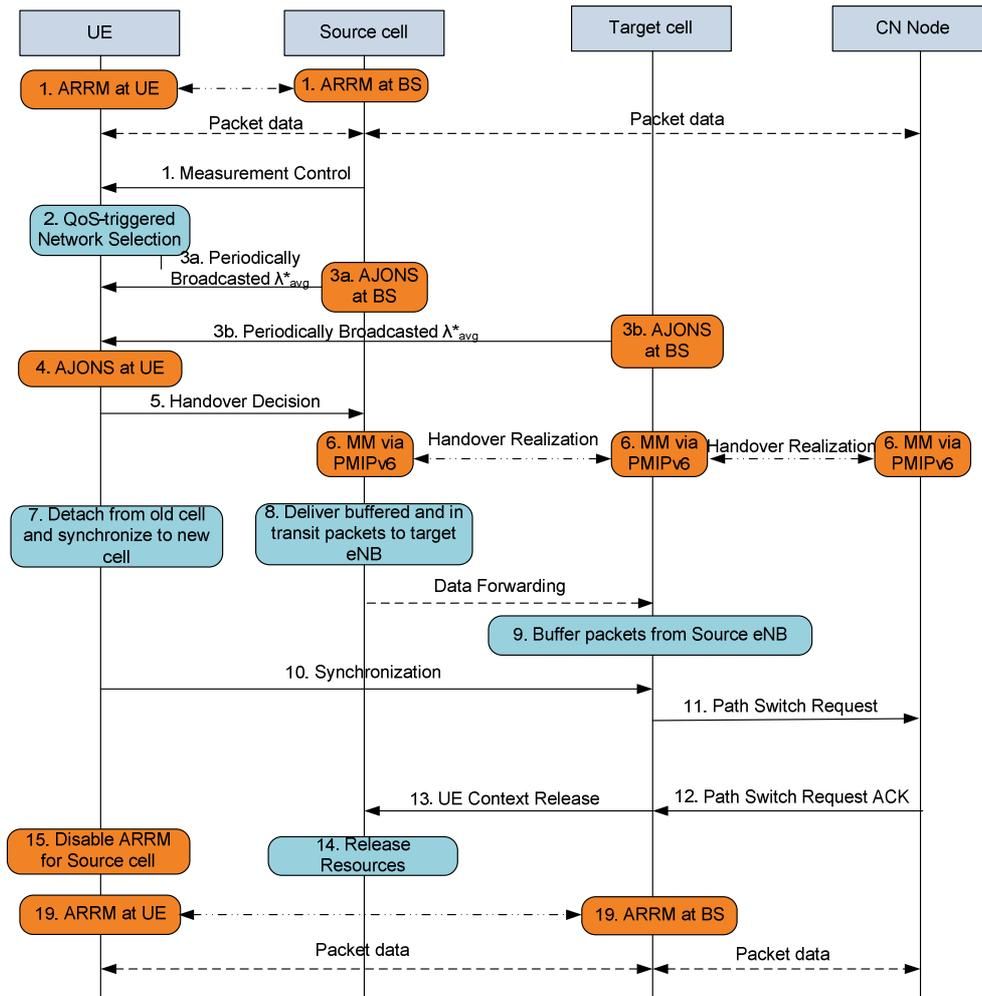 UE
Source cell
Target cell
CN Node
1. ARRM at UE
1. ARRM at BS
Packet data
Packet data
1. Measurement Control
2. QoS-triggered
Network Selection
3a. Periodically
Broadcasted λ*avg
3a. AJONS
at BS
3b. Periodically Broadcasted λ*avg
3b. AJONS
at BS
4. AJONS at UE
5. Handover Decision
6. MM via
PMIPv6
Handover Realization
6. MM via
PMIPv6
Handover Realization
6. MM via
PMIPv6
7. Detach from old cell
and synchronize to new
cell
8. Deliver buffered and in
transit packets to target
eNB
Data Forwarding
9. Buffer packets from Source eNB
10. Synchronization
11. Path Switch Request
13. UE Context Release
12. Path Switch Request ACK
15. Disable ARRM
for Source cell
14. Release
Resources
19. ARRM at UE
19. ARRM at BS
Packet data
Packet data